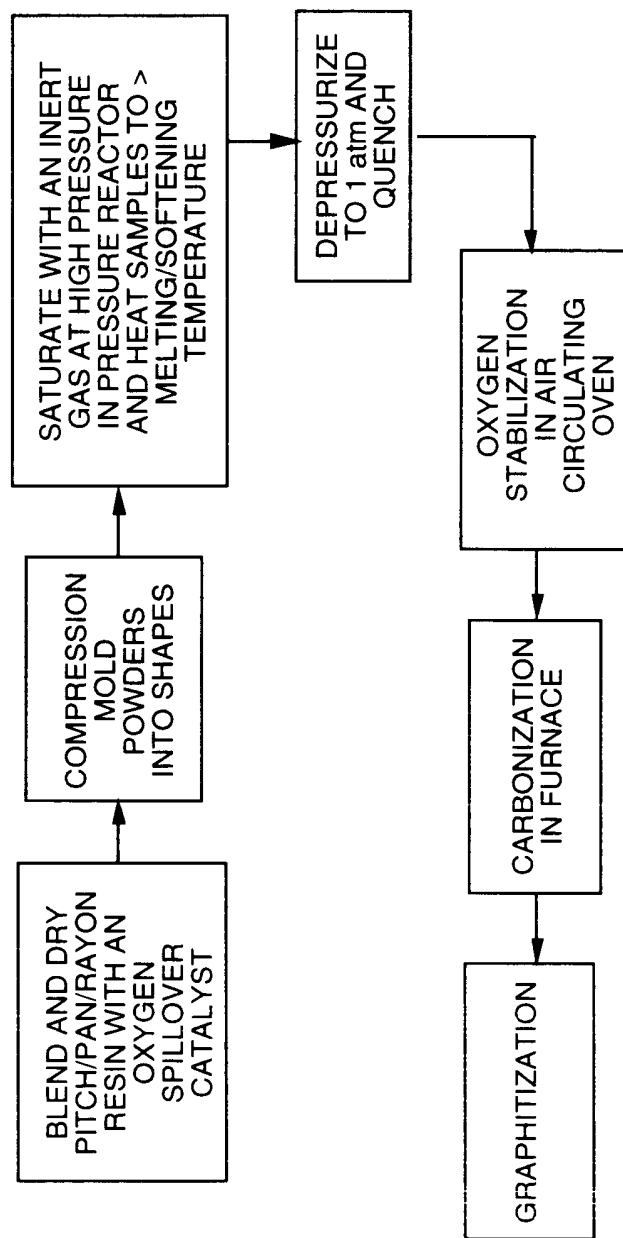 BLEND AND DRY
PITCH/PAN/RAYON
RESIN WITH AN
OXYGEN
SPILLOVER
CATALYST
COMPRESSION
MOLD
POWDERS
INTO SHAPES
SATURATE WITH AN INERT
GAS AT HIGH PRESSURE
IN PRESSURE REACTOR
AND HEAT SAMPLES TO >
MELTING/SOFTENING
TEMPERATURE
DEPRESSURIZE
TO 1 atm AND
QUENCH
OXYGEN
STABILIZATION
IN AIR
CIRCULATING
OVEN
CARBONIZATION
IN FURNACE
GRAPHITIZATION